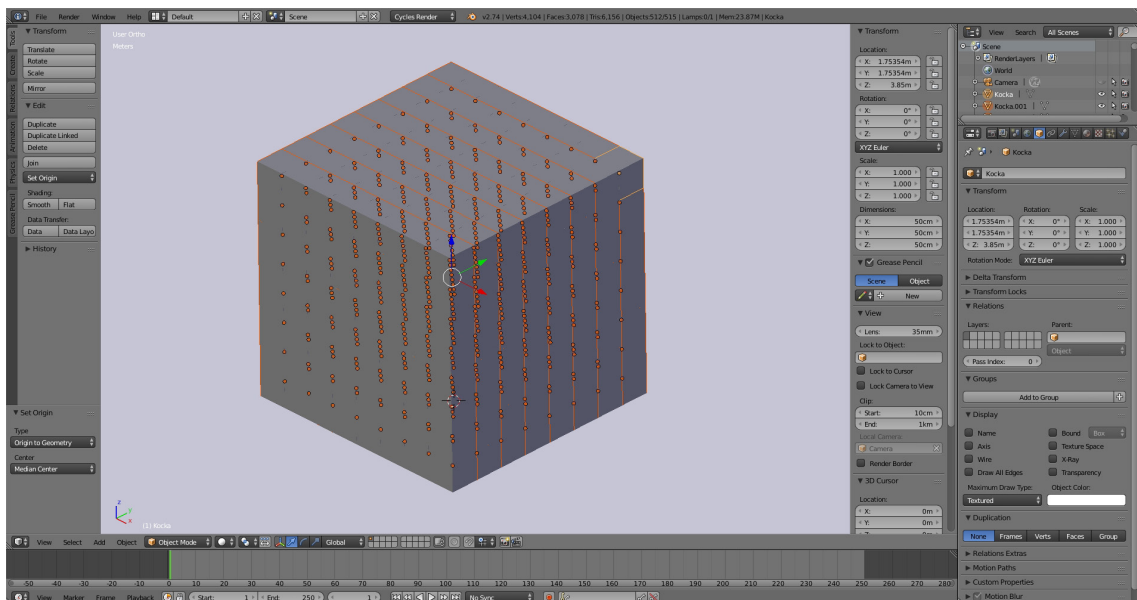 File Render Window Help Default Scene Cycles Render v2.74 | Verts:4,104 | Faces:3,078 | Tris:6,156 | Objects:512/515 | Lamps:0/1 | Mem:23.87M | Kocka
Tools
Create
Relations
Animation
Physics
Grease Pencil
Transform
Translate
Rotate
Scale
Mirror
Edit
Duplicate
Duplicate Linked
Delete
Join
Set Origin
Shading:
Smooth Flat
Data Transfer:
Data Data Layo
History
Set Origin
Type
Origin to Geometry
Center
Median Center
User Ortho
Meters
z
y
x
(1) Kocka
Transform
Location:
X: 1.75354m
Y: 1.75354m
Z: 3.85m
Rotation:
X: 0°
Y: 0°
Z: 0°
XYZ Euler
Scale:
X: 1.000
Y: 1.000
Z: 1.000
Dimensions:
X: 50cm
Y: 50cm
Z: 50cm
Grease Pencil
Scene Object
New
View
Lens: 35mm
Lock to Object:
Lock to Cursor
Lock Camera to View
Clip:
Start: 10cm
End: 1km
Local Camera:
Camera
Render Border
3D Cursor
Location:
X: 0m
Y: 0m
View Search All Scenes
Scene
RenderLayers
World
Camera
Kocka
Kocka.001
Kocka
Kocka
Transform
Location: Rotation: Scale:
1.75354m X: 0° X: 1.000
1.75354m Y: 0° Y: 1.000
Z: 3.85m Z: 0° Z: 1.000
Rotation Mode: XYZ Euler
Delta Transform
Transform Locks
Relations
Layers: Parent:
Object
Pass Index: 0
Groups
Add to Group
Display
Name Bound Box
Axis Texture Space
Wire X-Ray
Draw All Edges Transparency
Maximum Draw Type: Object Color:
Textured
Duplication
None Frames Verts Faces Group
Relations Extras
Motion Paths
Custom Properties
Motion Blur
View Select Add Object Object Mode Global
-50 -40 -30 -20 -10 0 10 20 30 40 50 60 70 80 90 100 110 120 130 140 150 160 170 180 190 200 210 220 230 240 250 260 270 280
View Marker Frame Playback Start: 1 End: 250 1 No Sync